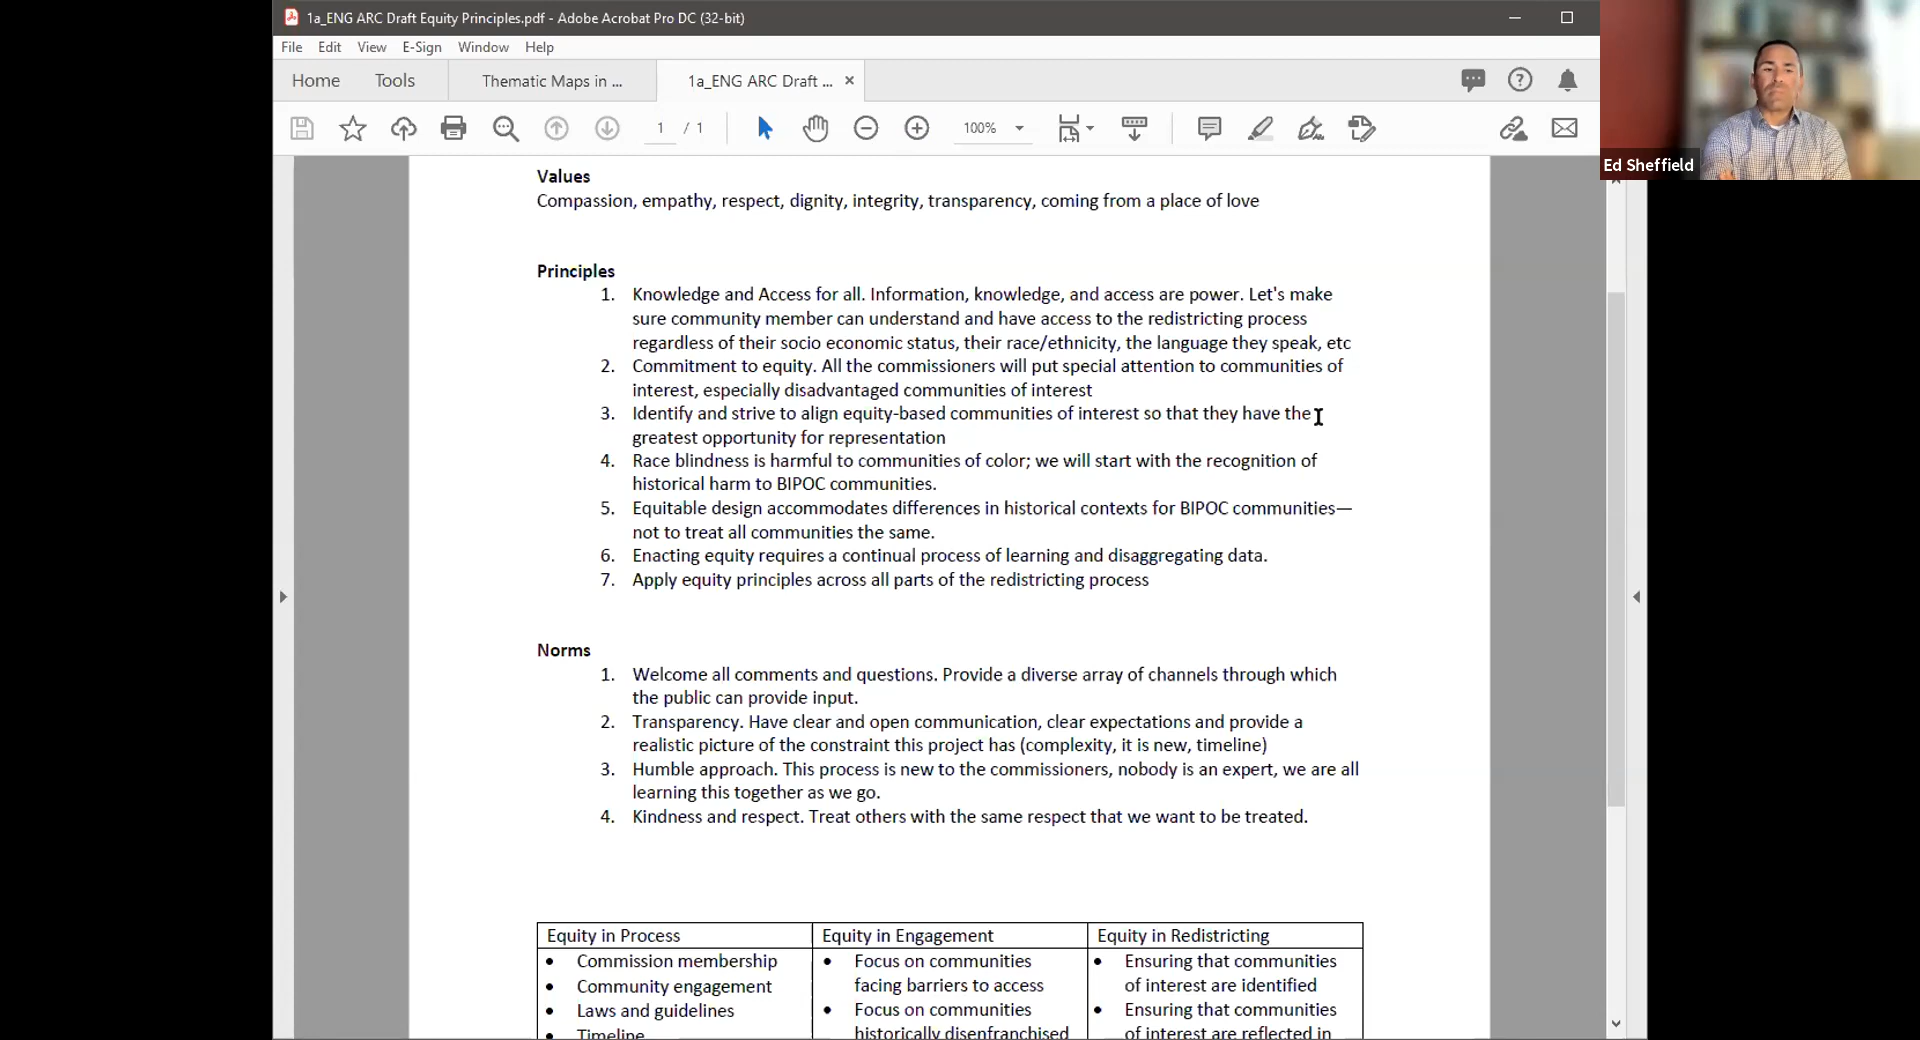 1a_ENG ARC Draft Equity Principles.pdf - Adobe Acrobat Pro DC (32-bit)
File Edit View E-Sign Window Help
Home Tools Thematic Maps in ... 1a_ENG ARC Draft ... ×
1 / 1 100%
Ed Sheffield
Values
Compassion, empathy, respect, dignity, integrity, transparency, coming from a place of love
Principles
1. Knowledge and Access for all. Information, knowledge, and access are power. Let's make
sure community member can understand and have access to the redistricting process
regardless of their socio economic status, their race/ethnicity, the language they speak, etc
2. Commitment to equity. All the commissioners will put special attention to communities of
interest, especially disadvantaged communities of interest
3. Identify and strive to align equity-based communities of interest so that they have the
greatest opportunity for representation
4. Race blindness is harmful to communities of color; we will start with the recognition of
historical harm to BIPOC communities.
5. Equitable design accommodates differences in historical contexts for BIPOC communities—
not to treat all communities the same.
6. Enacting equity requires a continual process of learning and disaggregating data.
7. Apply equity principles across all parts of the redistricting process
Norms
1. Welcome all comments and questions. Provide a diverse array of channels through which
the public can provide input.
2. Transparency. Have clear and open communication, clear expectations and provide a
realistic picture of the constraint this project has (complexity, it is new, timeline)
3. Humble approach. This process is new to the commissioners, nobody is an expert, we are all
learning this together as we go.
4. Kindness and respect. Treat others with the same respect that we want to be treated.
Equity in Process
• Commission membership
• Community engagement
• Laws and guidelines
• Timeline
Equity in Engagement
• Focus on communities
facing barriers to access
• Focus on communities
historically disenfranchised
Equity in Redistricting
• Ensuring that communities
of interest are identified
• Ensuring that communities
of interest are reflected in